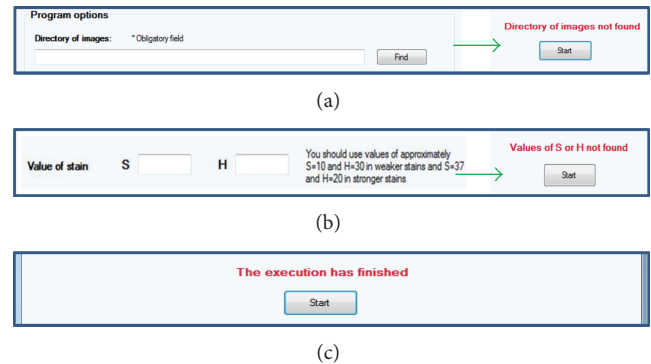 Program options
Directory of images: * Obligatory field
Find
Directory of images not found
Start
(a)
Value of stain S H
You should use values of approximately
S=10 and H=30 in weaker stains and S=37
and H=20 in stronger stains
Values of S or H not found
Start
(b)
The execution has finished
Start
(c)